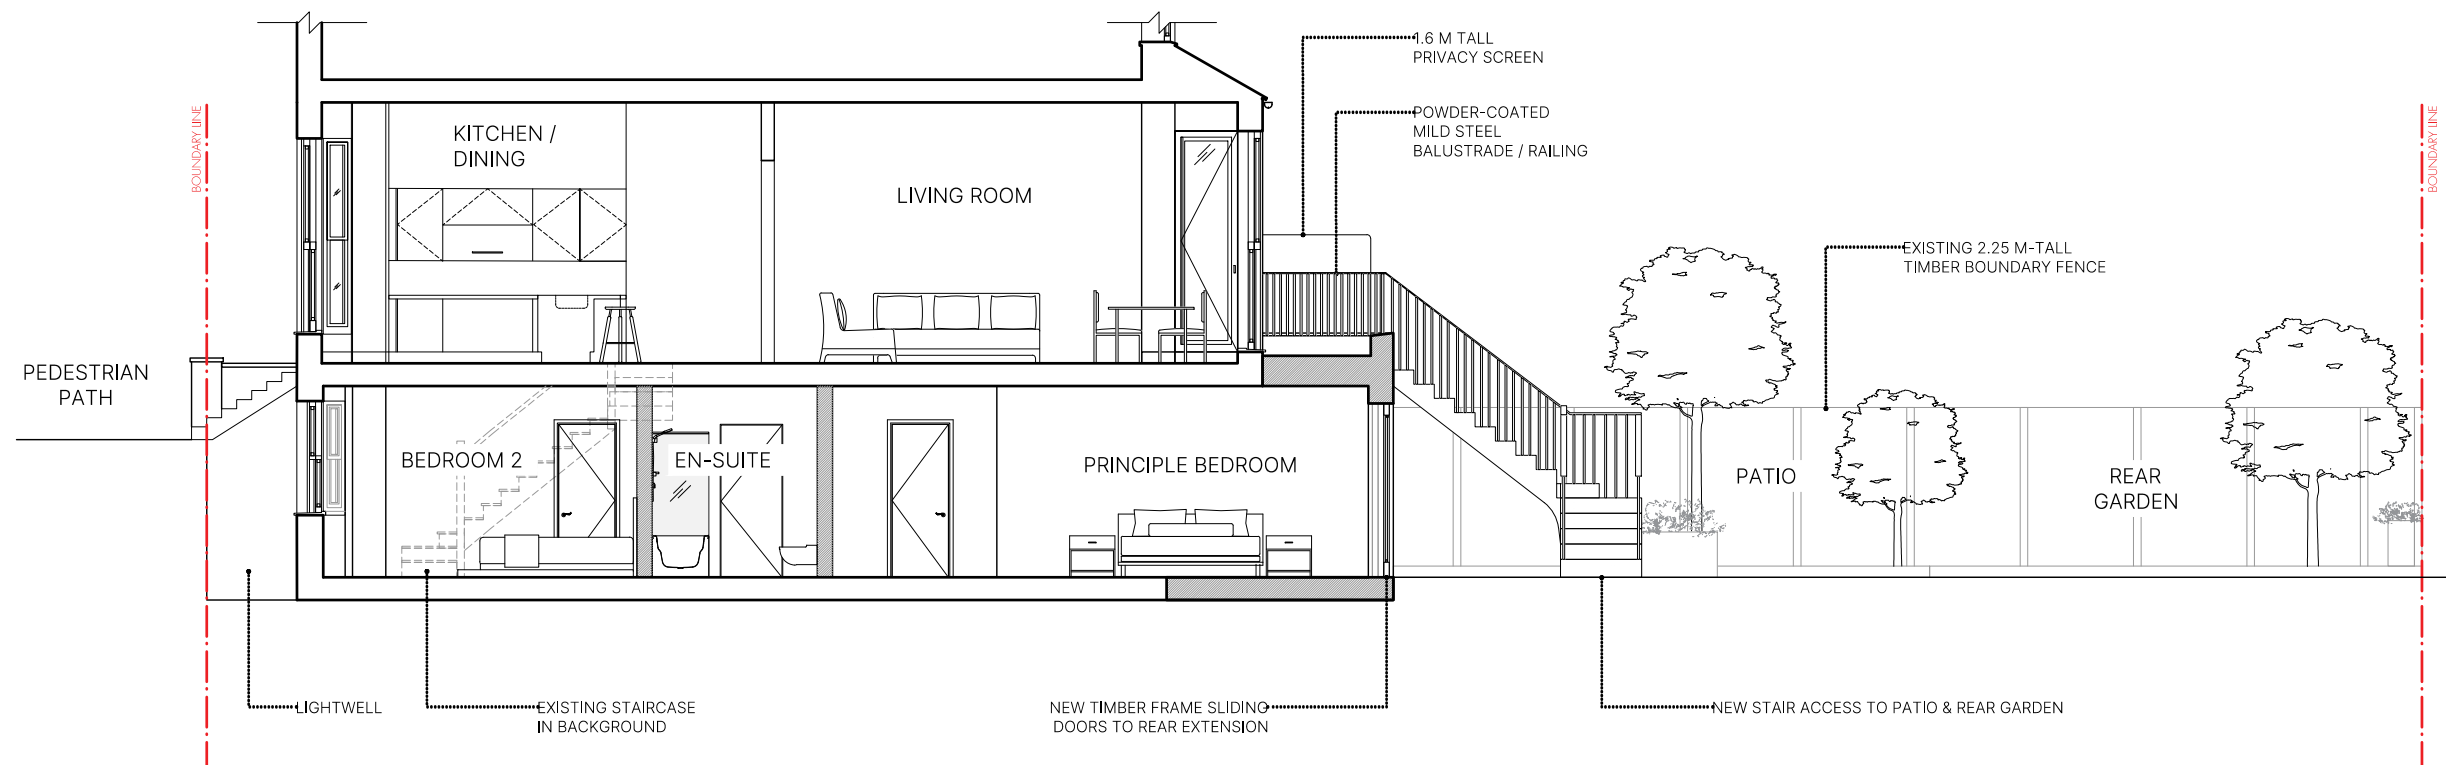 1.6 M TALL
PRIVACY SCREEN
POWDER-COATED
MILD STEEL
BALUSTRADE / RAILING
BOUNDARY LINE
BOUNDARY LINE
KITCHEN /
DINING
LIVING ROOM
EXISTING 2.25 M-TALL
TIMBER BOUNDARY FENCE
PEDESTRIAN
PATH
BEDROOM 2
EN-SUITE
PRINCIPLE BEDROOM
PATIO
REAR
GARDEN
LIGHTWELL
EXISTING STAIRCASE
IN BACKGROUND
NEW TIMBER FRAME SLIDING
DOORS TO REAR EXTENSION
NEW STAIR ACCESS TO PATIO & REAR GARDEN